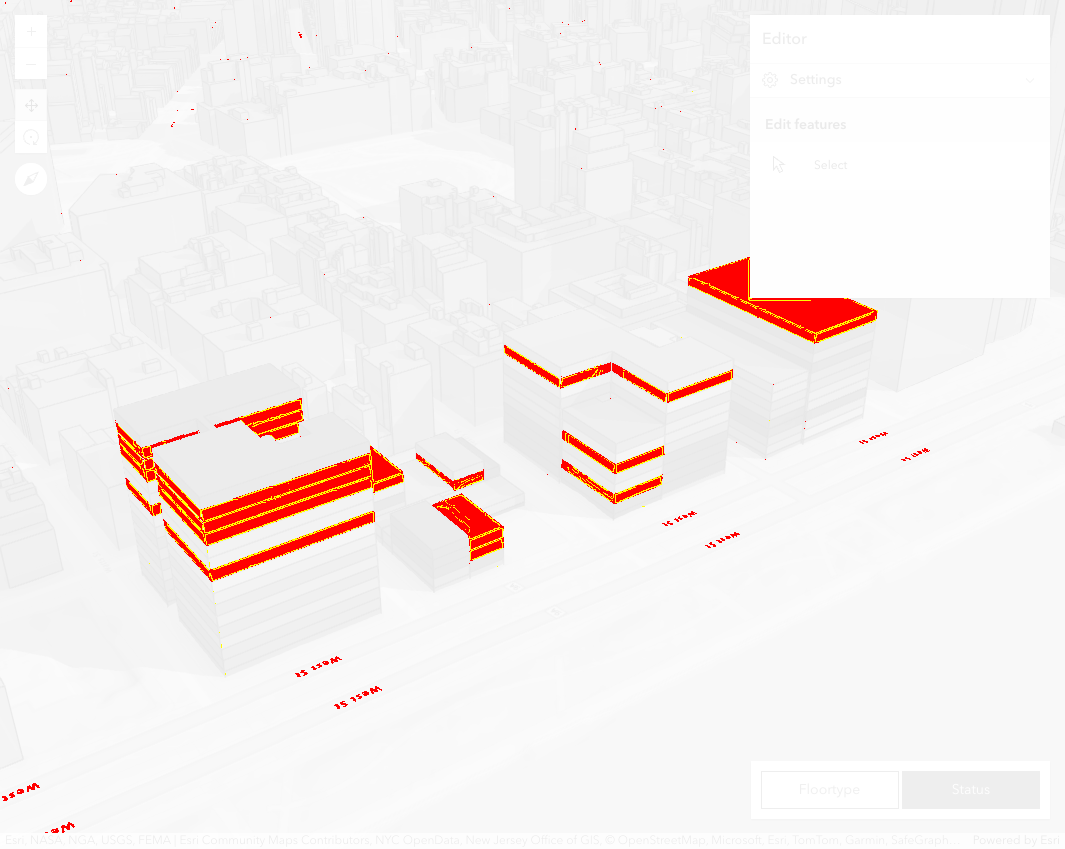 Editor
Settings
Edit features
Select
West St
West St
West St
West St
West St
West St
West
We
Floortype
Status
Esri, NASA, NGA, USGS, FEMA | Esri Community Maps Contributors, NYC OpenData, New Jersey Office of GIS, © OpenStreetMap, Microsoft, Esri, TomTom, Garmin, SafeGraph
Powered by Esri